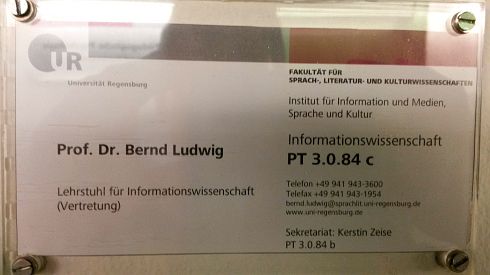 UR
Universität Regensburg
FAKULTÄT FÜR
SPRACH-, LITERATUR- UND KULTURWISSENSCHAFTEN
Institut für Information und Medien,
Sprache und Kultur
Prof. Dr. Bernd Ludwig
Lehrstuhl für Informationswissenschaft
(Vertretung)
Informationswissenschaft
PT 3.0.84 c
Telefon +49 941 943-3600
Telefax +49 941 943-1954
bernd.ludwig@sprachlit.uni-regensburg.de
www.uni-regensburg.de
Sekretariat: Kerstin Zeise
PT 3.0.84 b